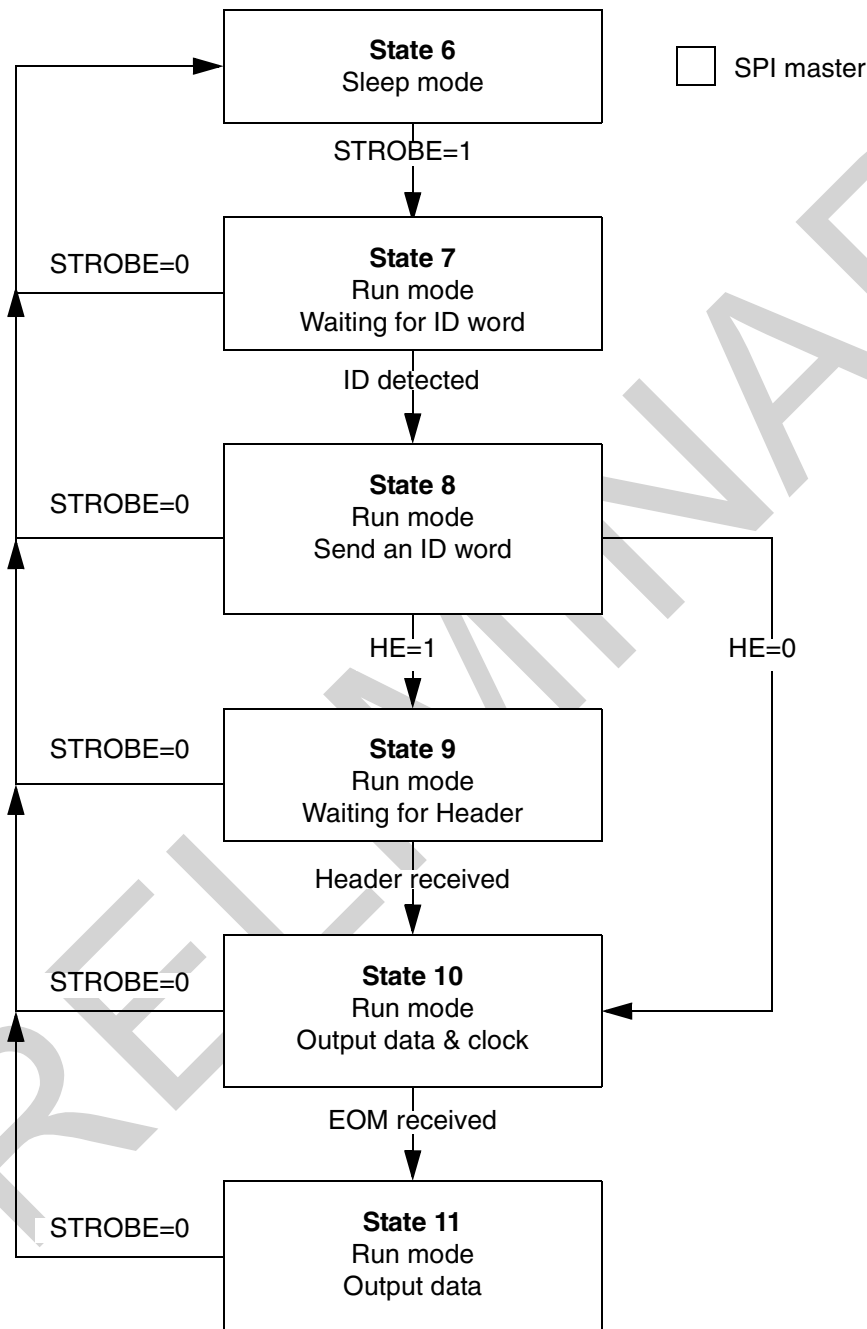 State 6
Sleep mode
SPI master
STROBE=1
State 7
Run mode
Waiting for ID word
STROBE=0
ID detected
State 8
Run mode
Send an ID word
STROBE=0
HE=1
HE=0
State 9
Run mode
Waiting for Header
STROBE=0
Header received
State 10
Run mode
Output data & clock
STROBE=0
EOM received
State 11
Run mode
Output data
STROBE=0